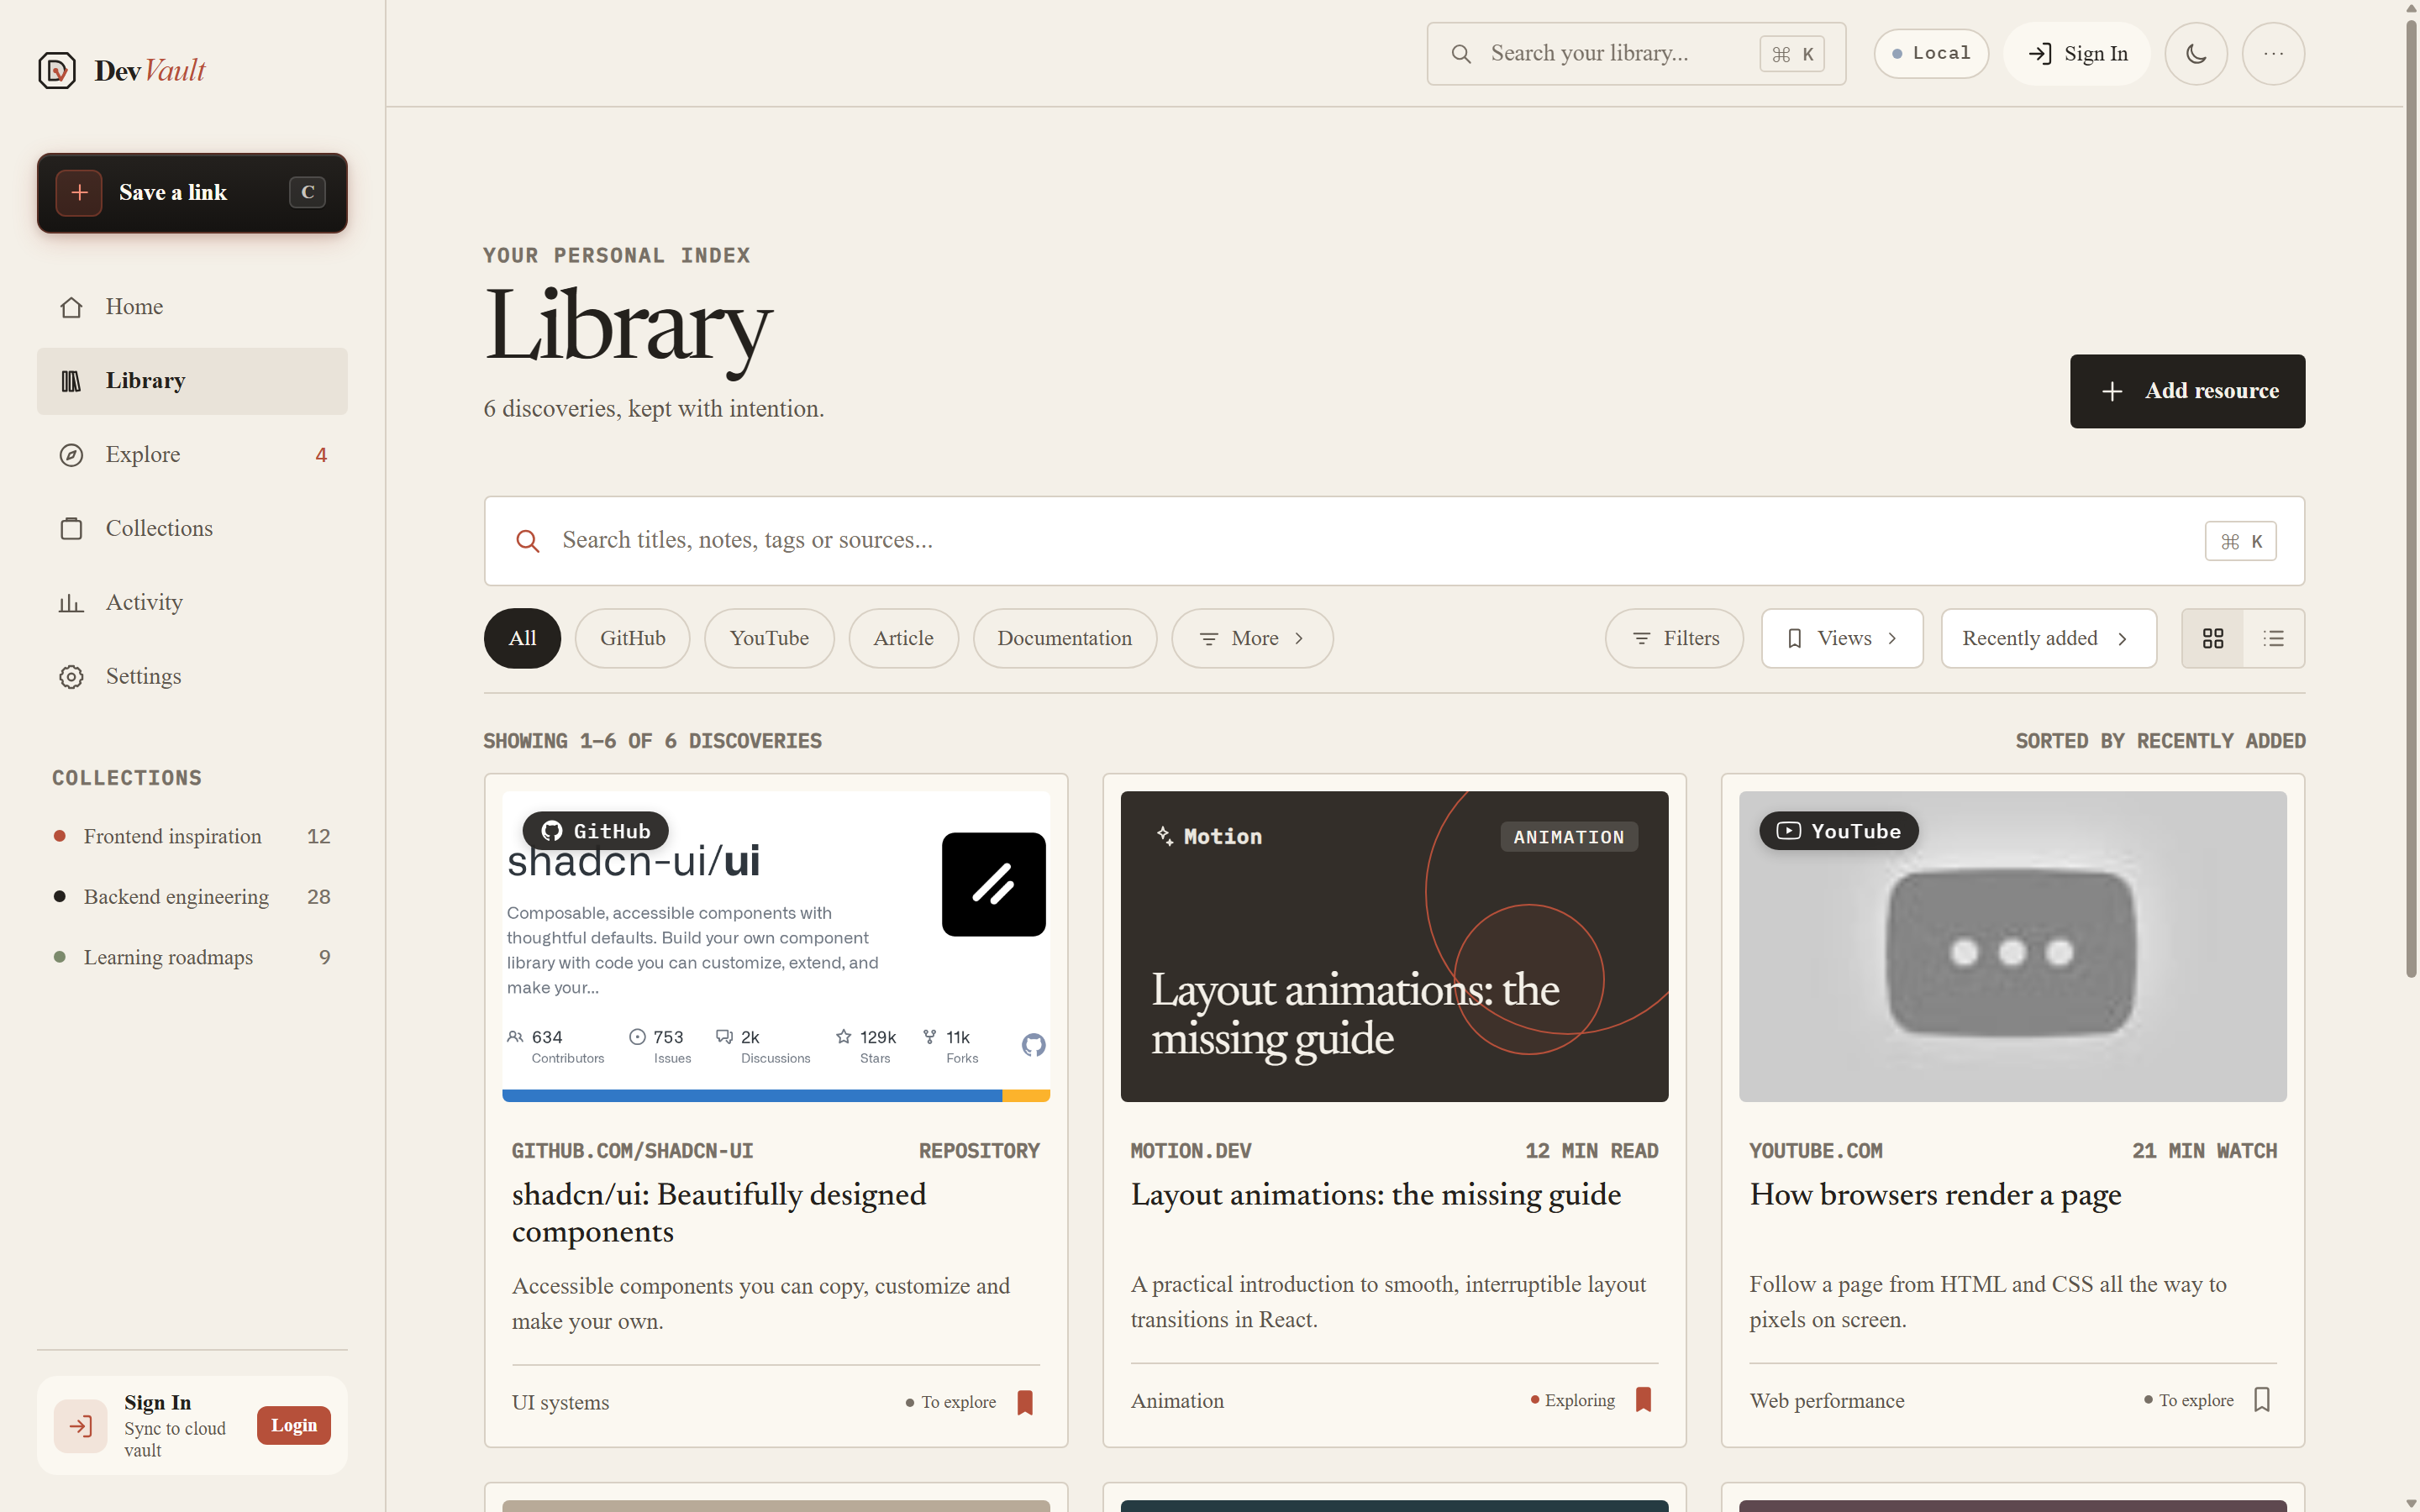 DevVault
Search your library...
⌘ K
Local
Sign In
...
Save a link
C
Home
Library
Explore
4
Collections
Activity
Settings
COLLECTIONS
Frontend inspiration
12
Backend engineering
28
Learning roadmaps
9
Sign In
Sync to cloud
vault
Login
YOUR PERSONAL INDEX
Library
6 discoveries, kept with intention.
Add resource
Search titles, notes, tags or sources...
⌘ K
All
GitHub
YouTube
Article
Documentation
More
Filters
Views
Recently added
SHOWING 1–6 OF 6 DISCOVERIES
SORTED BY RECENTLY ADDED
GitHub
shadcn-ui/ui
Composable, accessible components with
thoughtful defaults. Build your own component
library with code you can customize, extend, and
make your...
634
Contributors
753
Issues
2k
Discussions
129k
Stars
11k
Forks
GITHUB.COM/SHADCN-UI
REPOSITORY
shadcn/ui: Beautifully designed
components
Accessible components you can copy, customize and
make your own.
UI systems
To explore
Motion
ANIMATION
Layout animations: the
missing guide
MOTION.DEV
12 MIN READ
Layout animations: the missing guide
A practical introduction to smooth, interruptible layout
transitions in React.
Animation
Exploring
YouTube
YOUTUBE.COM
21 MIN WATCH
How browsers render a page
Follow a page from HTML and CSS all the way to
pixels on screen.
Web performance
To explore